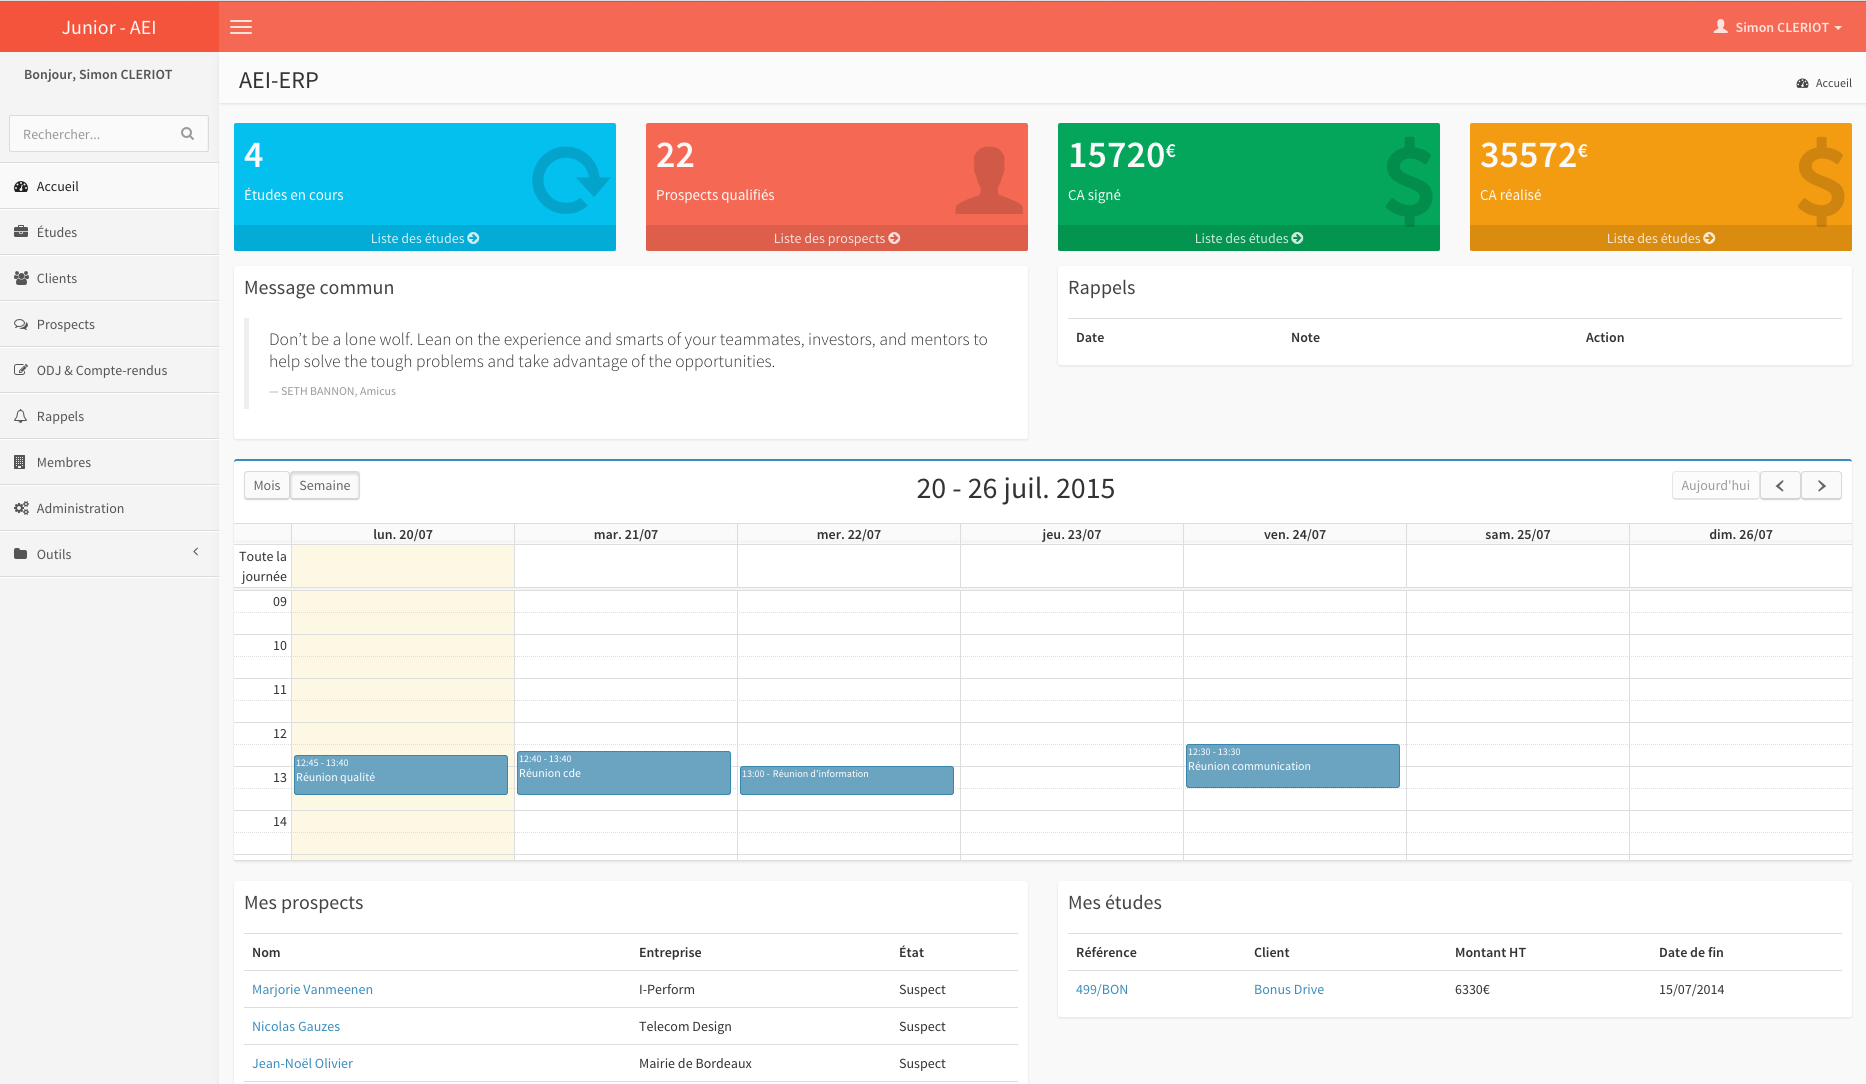 Junior - AEI
Simon CLERIOT
Bonjour, Simon CLERIOT
Rechercher...
Accueil
Études
Clients
Prospects
ODJ & Compte-rendus
Rappels
Membres
Administration
Outils
AEI-ERP
Accueil
4
Études en cours
Liste des études
22
Prospects qualifiés
Liste des prospects
15720€
CA signé
Liste des études
35572€
CA réalisé
Liste des études
Message commun
Don't be a lone wolf. Lean on the experience and smarts of your teammates, investors, and mentors to
help solve the tough problems and take advantage of the opportunities.
— SETH BANNON, Amicus
Rappels
Date Note Action
Mois Semaine
20 - 26 juil. 2015
Aujourd'hui
lun. 20/07 mar. 21/07 mer. 22/07 jeu. 23/07 ven. 24/07 sam. 25/07 dim. 26/07
Toute la
journée
09
10
11
12
13
14
12:45 - 13:40
Réunion qualité
12:40 - 13:40
Réunion cde
13:00 - Réunion d'information
12:30 - 13:30
Réunion communication
Mes prospects
Nom Entreprise État
Marjorie Vanmeenen I-Perform Suspect
Nicolas Gauzes Telecom Design Suspect
Jean-Noël Olivier Mairie de Bordeaux Suspect
Mes études
Référence Client Montant HT Date de fin
499/BON Bonus Drive 6330€ 15/07/2014